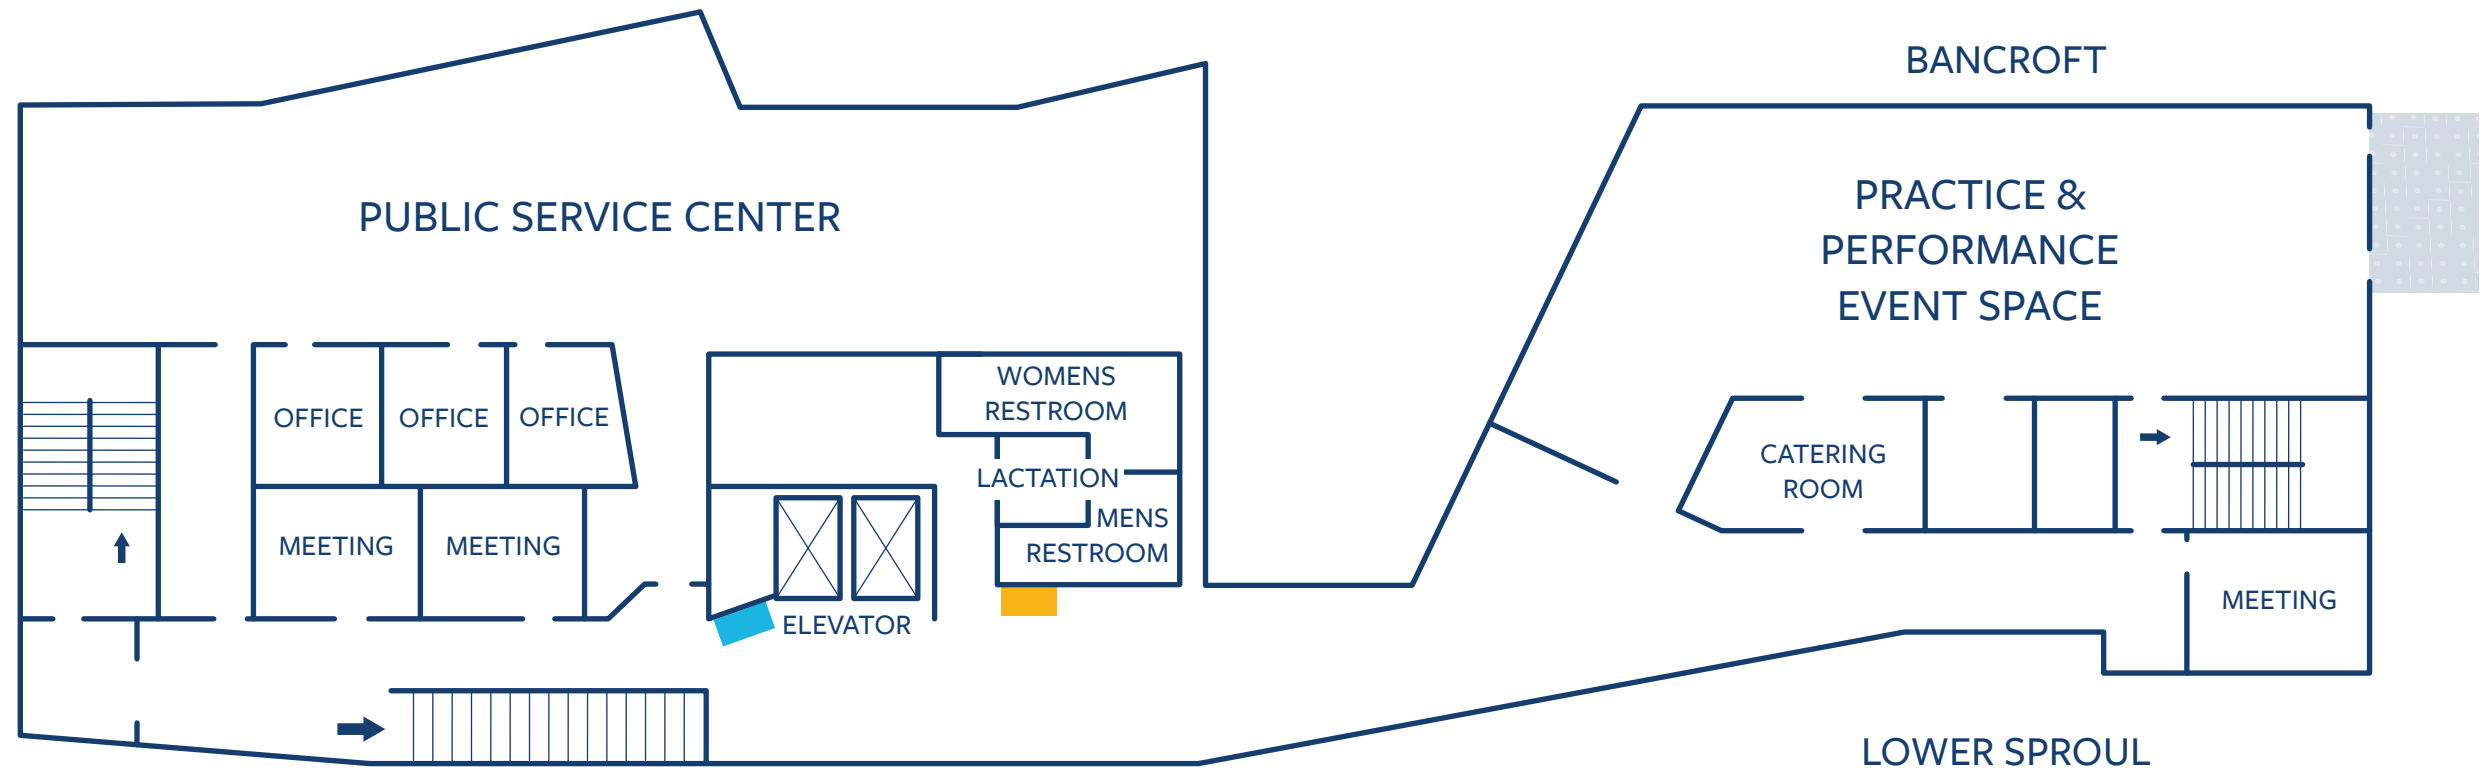 BANCROFT
PUBLIC SERVICE CENTER
PRACTICE &
PERFORMANCE
EVENT SPACE
OFFICE
OFFICE
OFFICE
WOMENS
RESTROOM
LACTATION
MENS
RESTROOM
MEETING
MEETING
ELEVATOR
CATERING
ROOM
MEETING
LOWER SPROUL